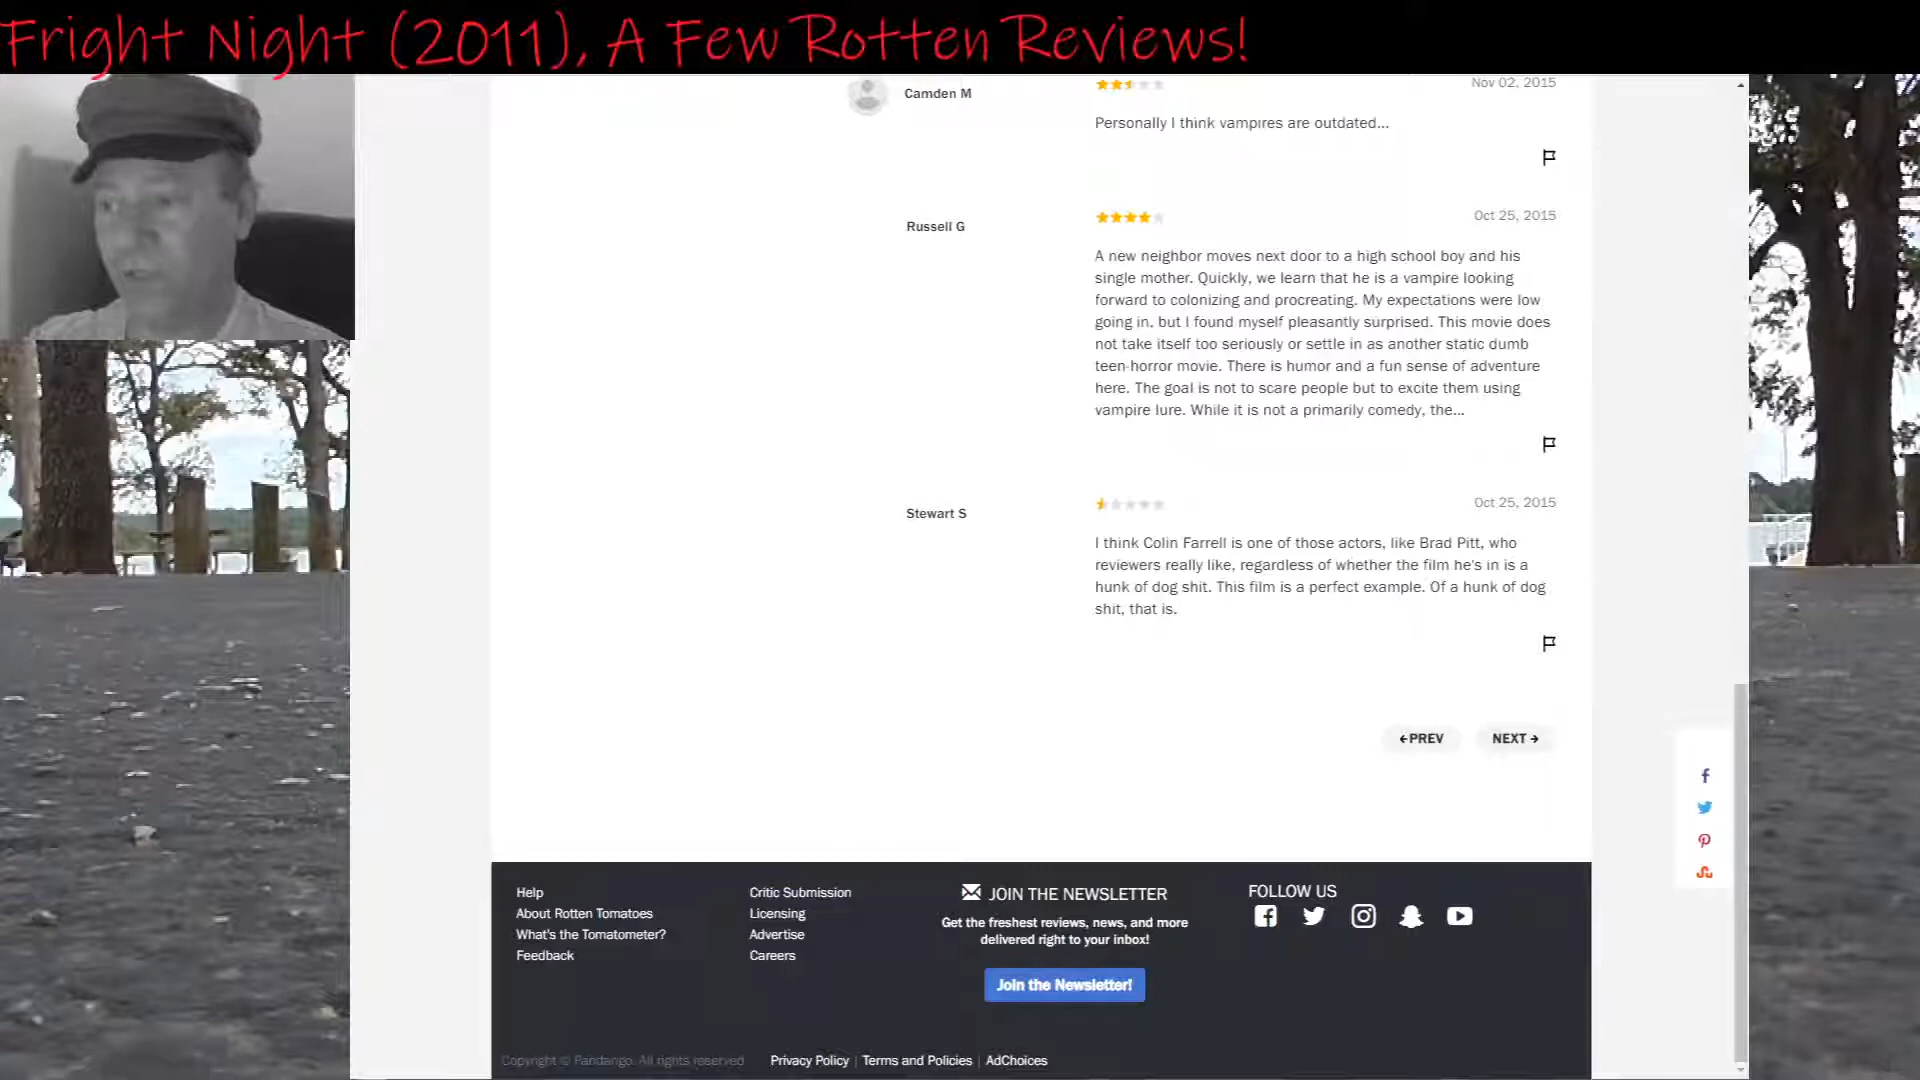 Fright Night (2011), A Few Rotten Reviews!
Camden M
Nov 02, 2015
Personally I think vampires are outdated...
Russell G
Oct 25, 2015
A new neighbor moves next door to a high school boy and his
single mother. Quickly, we learn that he is a vampire looking
forward to colonizing and procreating. My expectations were low
going in, but I found myself pleasantly surprised. This movie does
not take itself too seriously or settle in as another static dumb
teen-horror movie. There is humor and a fun sense of adventure
here. The goal is not to scare people but to excite them using
vampire lure. While it is not a primarily comedy, the...
Stewart S
Oct 25, 2015
I think Colin Farrell is one of those actors, like Brad Pitt, who
reviewers really like, regardless of whether the film he's in is a
hunk of dog shit. This film is a perfect example. Of a hunk of dog
shit, that is.
PREV
NEXT
Help
About Rotten Tomatoes
What's the Tomatometer?
Feedback
Critic Submission
Licensing
Advertise
Careers
JOIN THE NEWSLETTER
Get the freshest reviews, news, and more
delivered right to your inbox!
Join the Newsletter!
FOLLOW US
Copyright © Fandango. All rights reserved
Privacy Policy | Terms and Policies | AdChoices